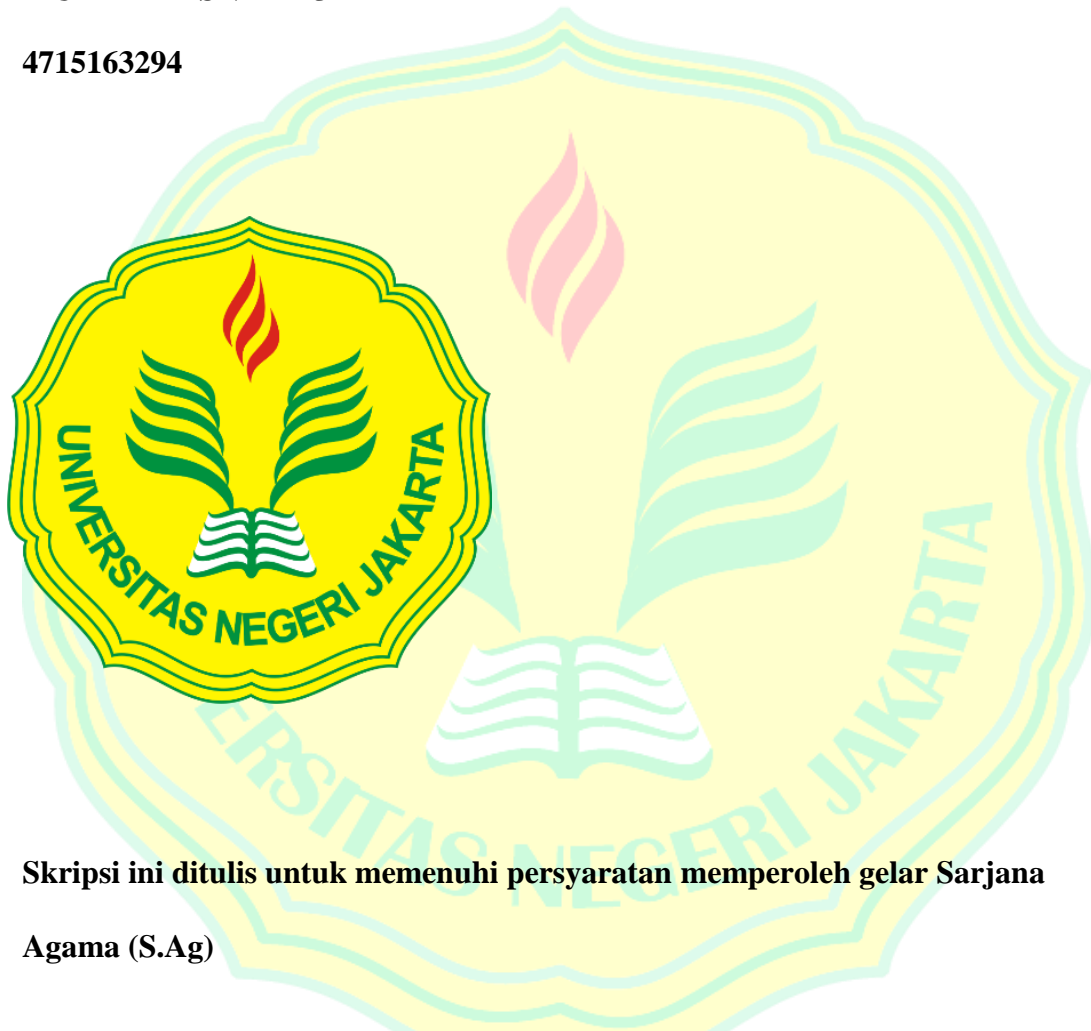 4715163294
UNIVERSITAS NEGERI JAKARTA
Skripsi ini ditulis untuk memenuhi persyaratan memperoleh gelar Sarjana
Agama (S.Ag)